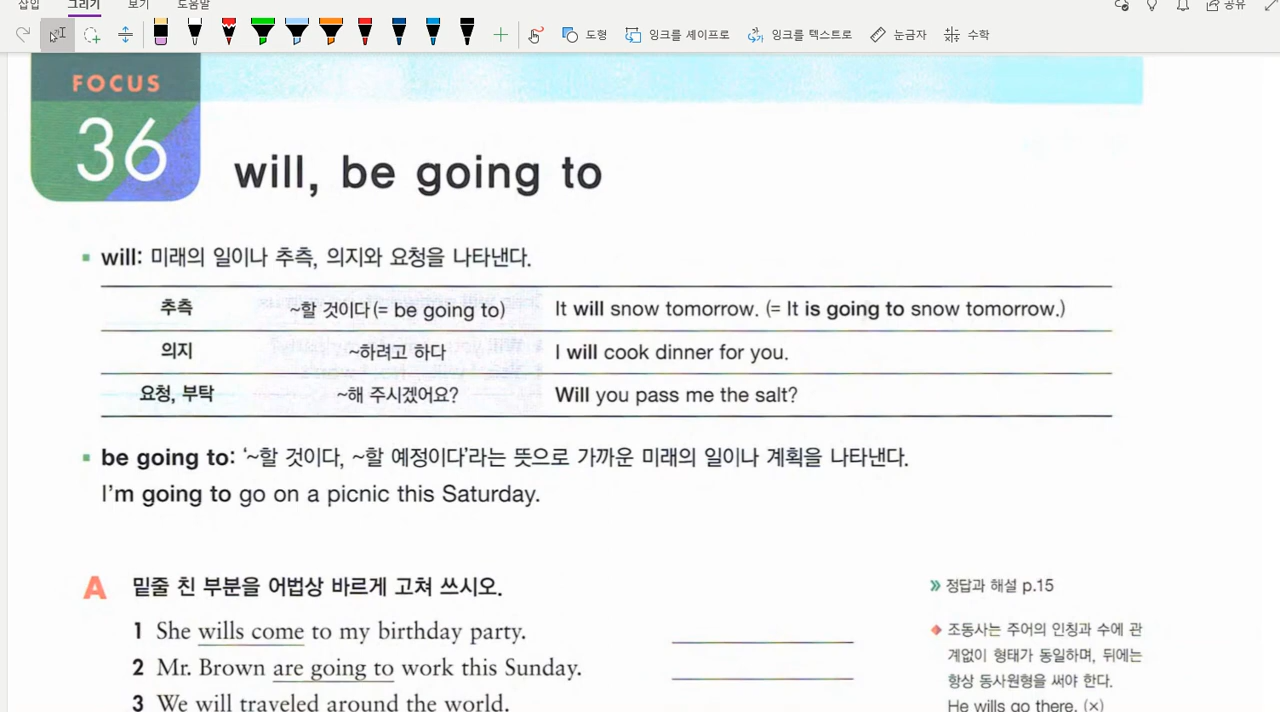 삽입 그리기 보기 도움말
공유
도형 잉크를 셰이프로 잉크를 텍스트로 눈금자 수학
FOCUS
36
will, be going to
will: 미래의 일이나 추측, 의지와 요청을 나타낸다.
추측 ~할 것이다(= be going to) It will snow tomorrow. (= It is going to snow tomorrow.)
의지 ~하려고 하다 I will cook dinner for you.
요청, 부탁 ~해 주시겠어요? Will you pass me the salt?
be going to: ‘~할 것이다, ~할 예정이다’라는 뜻으로 가까운 미래의 일이나 계획을 나타낸다.
I’m going to go on a picnic this Saturday.
A 밑줄 친 부분을 어법상 바르게 고쳐 쓰시오.
1 She wills come to my birthday party.
2 Mr. Brown are going to work this Sunday.
3 We will traveled around the world.
» 정답과 해설 p.15
조동사는 주어의 인칭과 수에 관
계없이 형태가 동일하며, 뒤에는
항상 동사원형을 써야 한다.
He wills go there. (×)